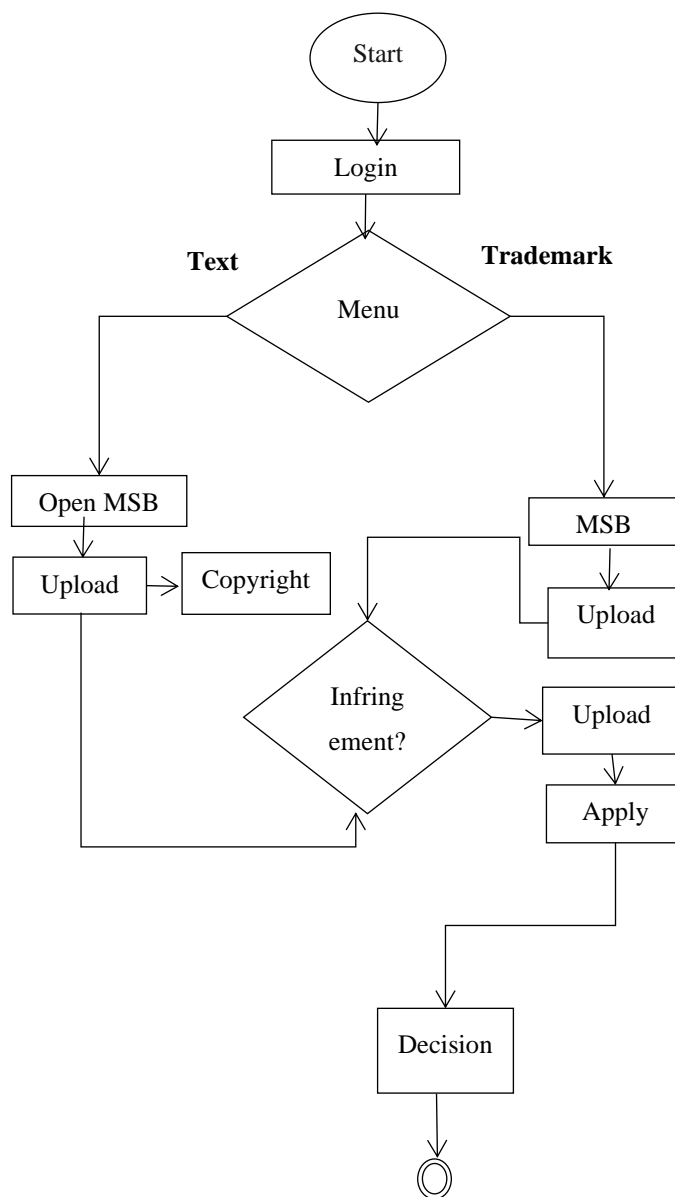 Start
Login
Text
Trademark
Menu
Open MSB
MSB
Upload
Copyright
Upload
Infring
ement?
Upload
Apply
Decision